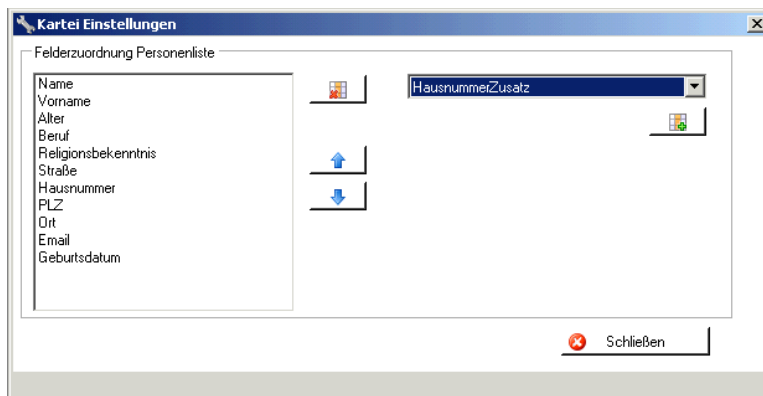 Kartei Einstellungen
Felderzuordnung Personenliste
Name
Vorname
Alter
Beruf
Religionsbekenntnis
Straße
Hausnummer
PLZ
Ort
Email
Geburtsdatum
HausnummerZusatz
Schließen